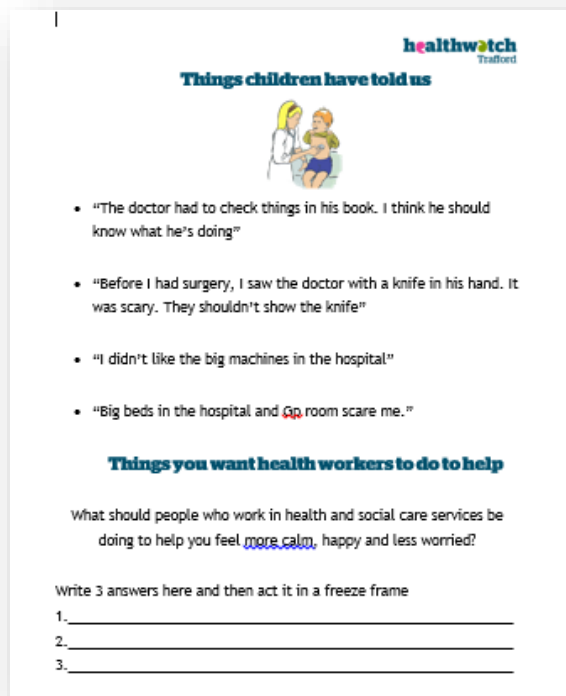 healthwatch
Trafford
Things children have told us
• “The doctor had to check things in his book. I think he should
know what he’s doing”
• “Before I had surgery, I saw the doctor with a knife in his hand. It
was scary. They shouldn’t show the knife”
• “I didn’t like the big machines in the hospital”
• “Big beds in the hospital and Gp room scare me.”
Things you want health workers to do to help
What should people who work in health and social care services be
doing to help you feel more calm, happy and less worried?
Write 3 answers here and then act it in a freeze frame
1.
2.
3.